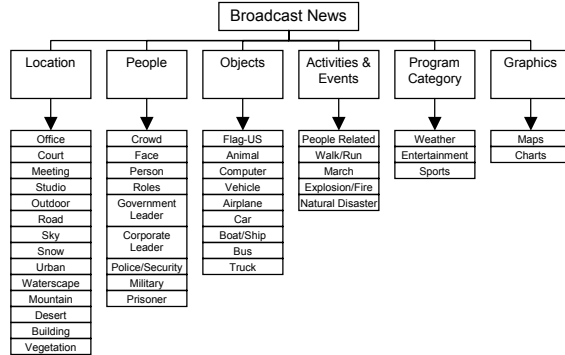 Broadcast News
Location
People
Objects
Activities &
Events
Program
Category
Graphics
Office
Court
Meeting
Studio
Outdoor
Road
Sky
Snow
Urban
Waterscape
Mountain
Desert
Building
Vegetation
Crowd
Face
Person
Roles
Government
Leader
Corporate
Leader
Police/Security
Military
Prisoner
Flag-US
Animal
Computer
Vehicle
Airplane
Car
Boat/Ship
Bus
Truck
People Related
Walk/Run
March
Explosion/Fire
Natural Disaster
Weather
Entertainment
Sports
Maps
Charts